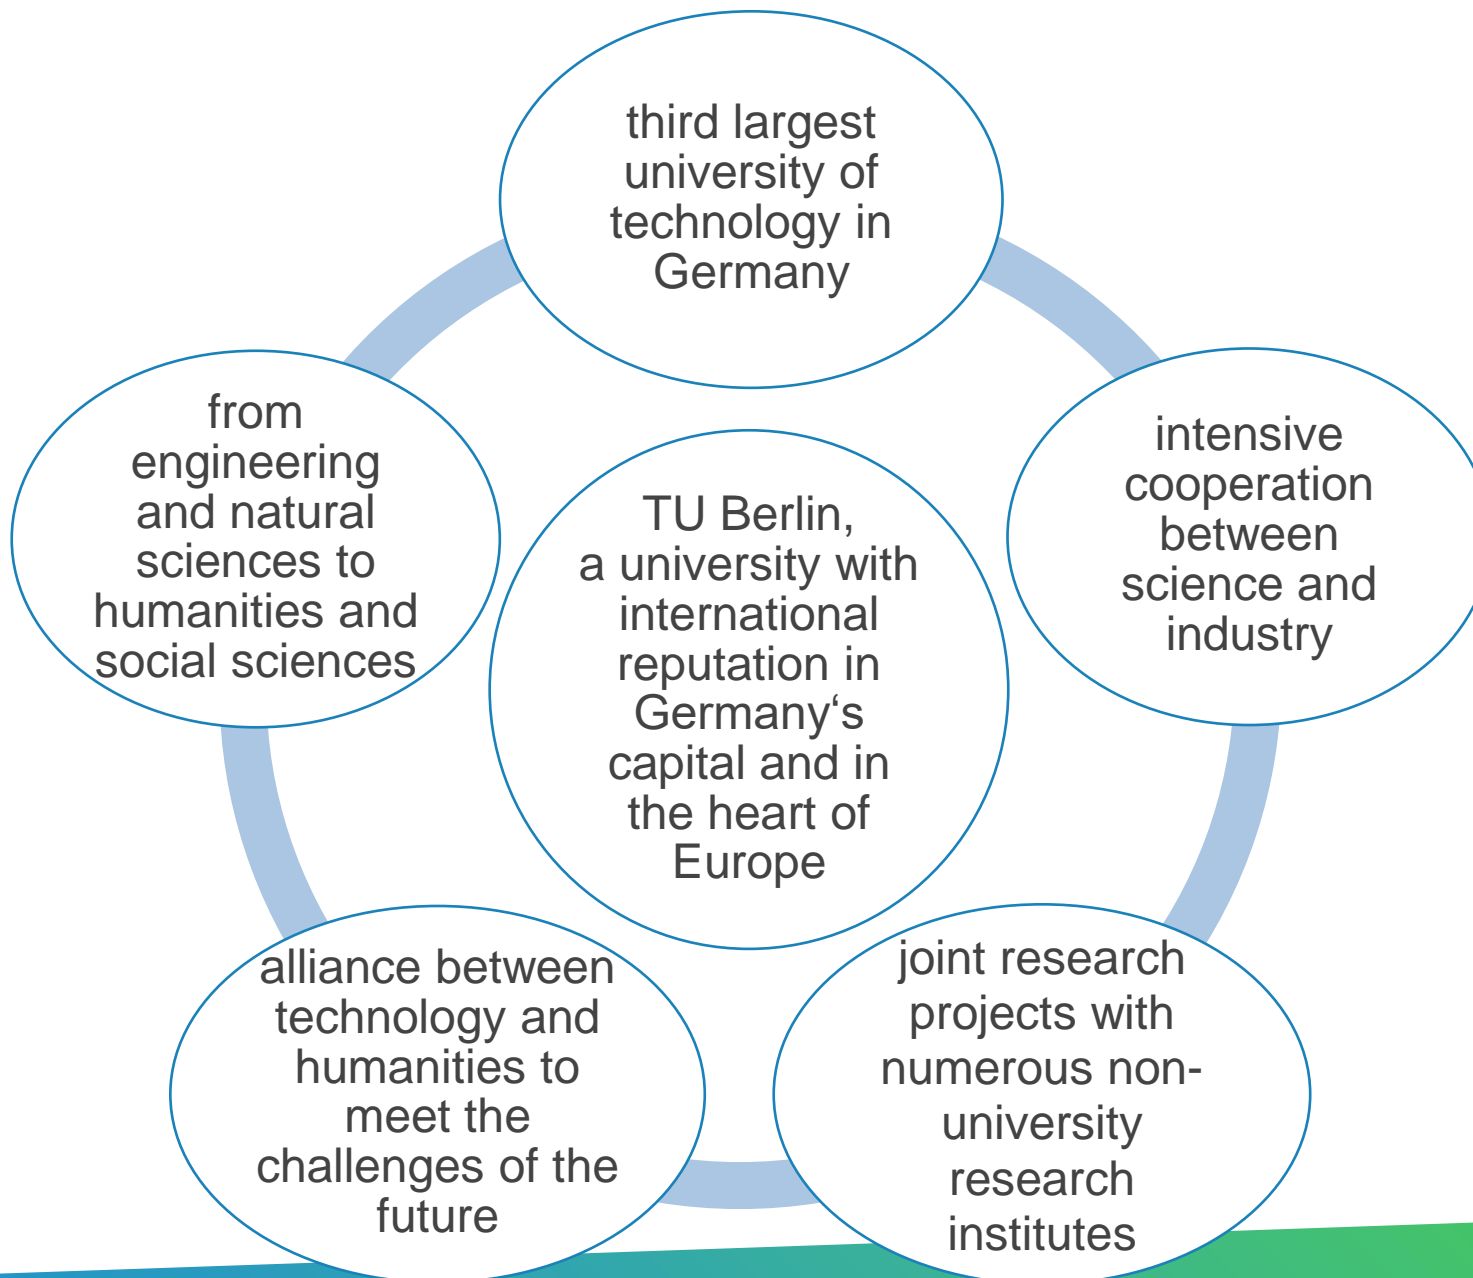 third largest
university of
technology in
Germany
from
engineering
and natural
sciences to
humanities and
social sciences
intensive
cooperation
between
science and
industry
TU Berlin,
a university with
international
reputation in
Germany‘s
capital and in
the heart of
Europe
alliance between
technology and
humanities to
meet the
challenges of the
future
joint research
projects with
numerous non-
university
research
institutes